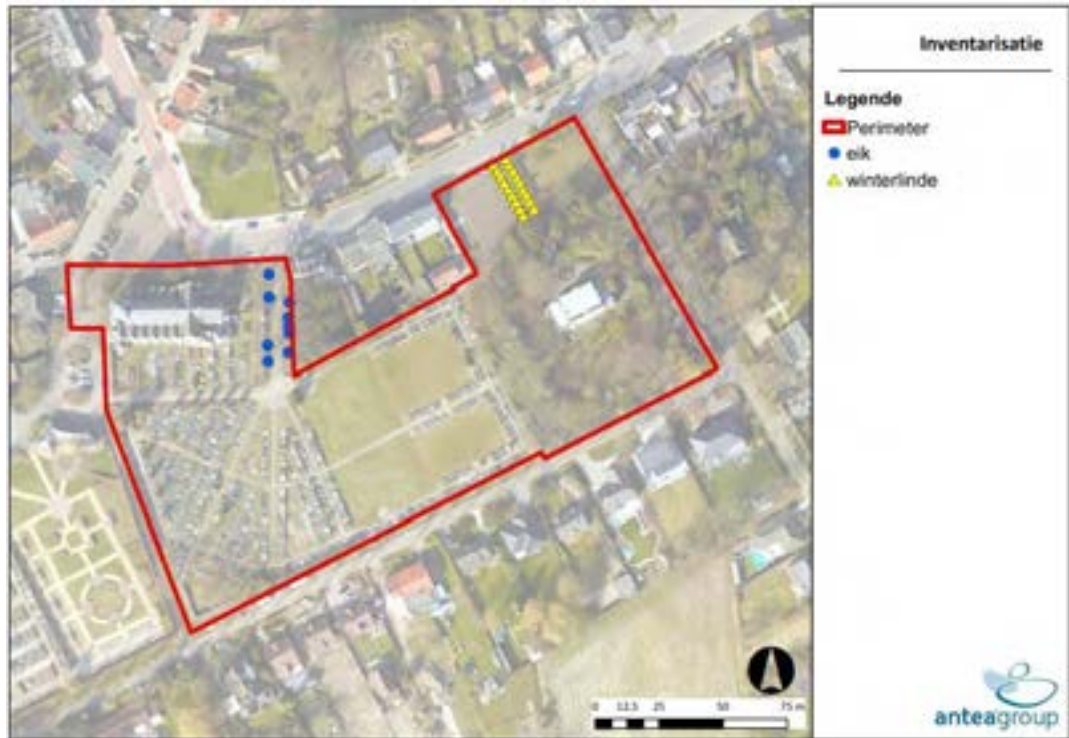 Inventarisatie
Legende
Perimeter
eik
winterlinde
0 12.5 25 50 75 m
anteagroup